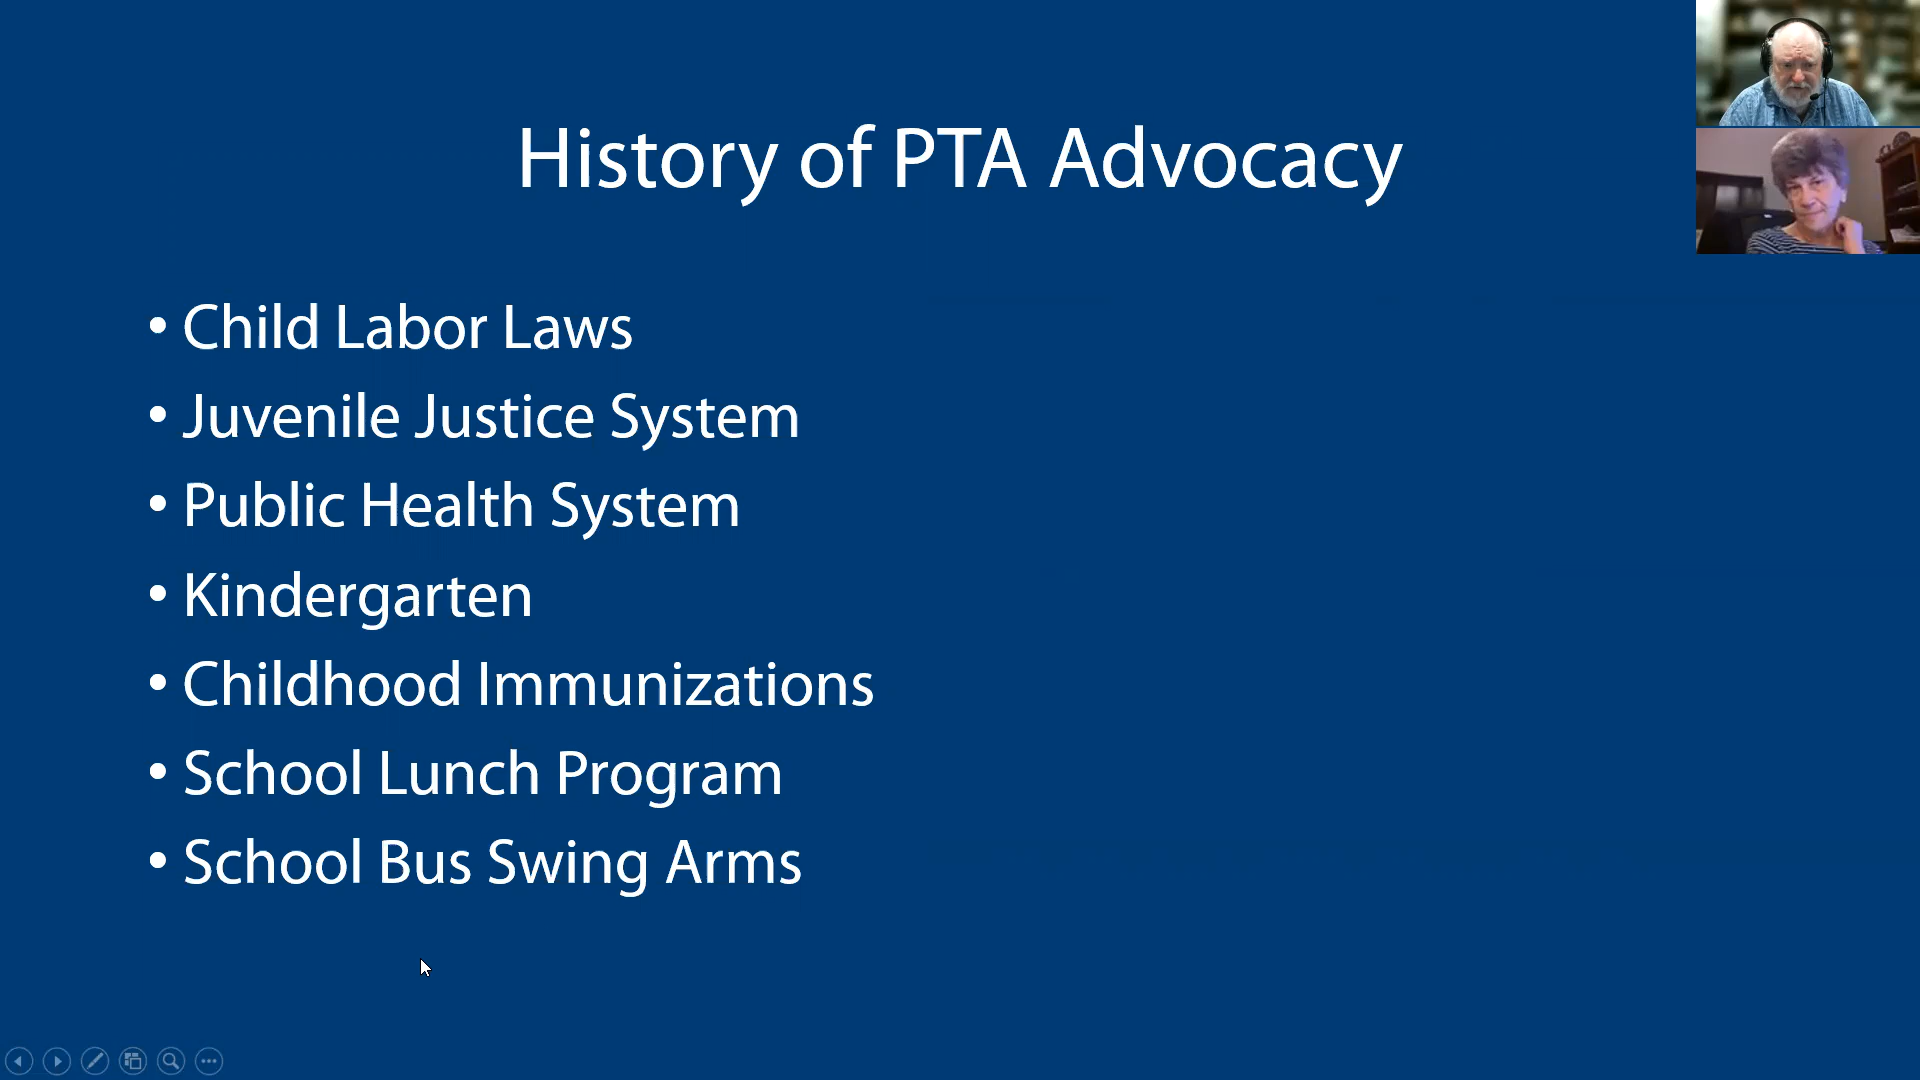 History of PTA Advocacy
• Child Labor Laws
• Juvenile Justice System
• Public Health System
• Kindergarten
• Childhood Immunizations
• School Lunch Program
• School Bus Swing Arms